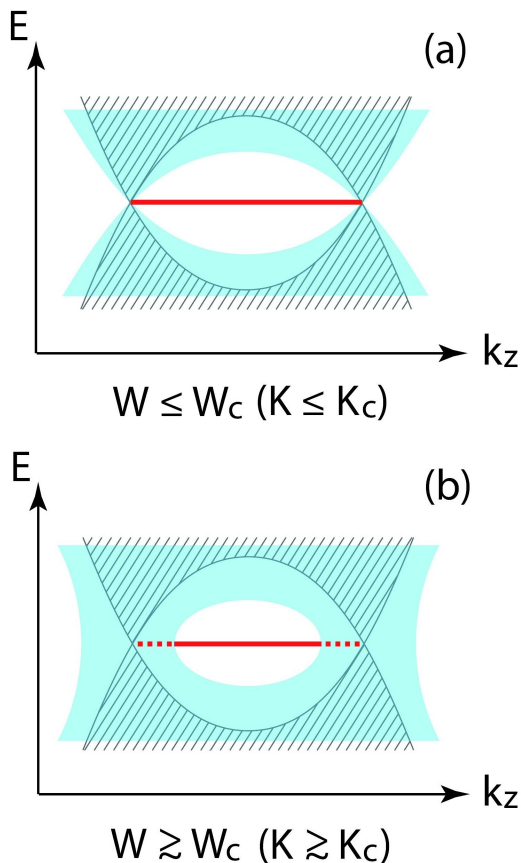 E
(a)
kz
W ≤ Wc (K ≤ Kc)
E
(b)
kz
W ≳ Wc (K ≳ Kc)